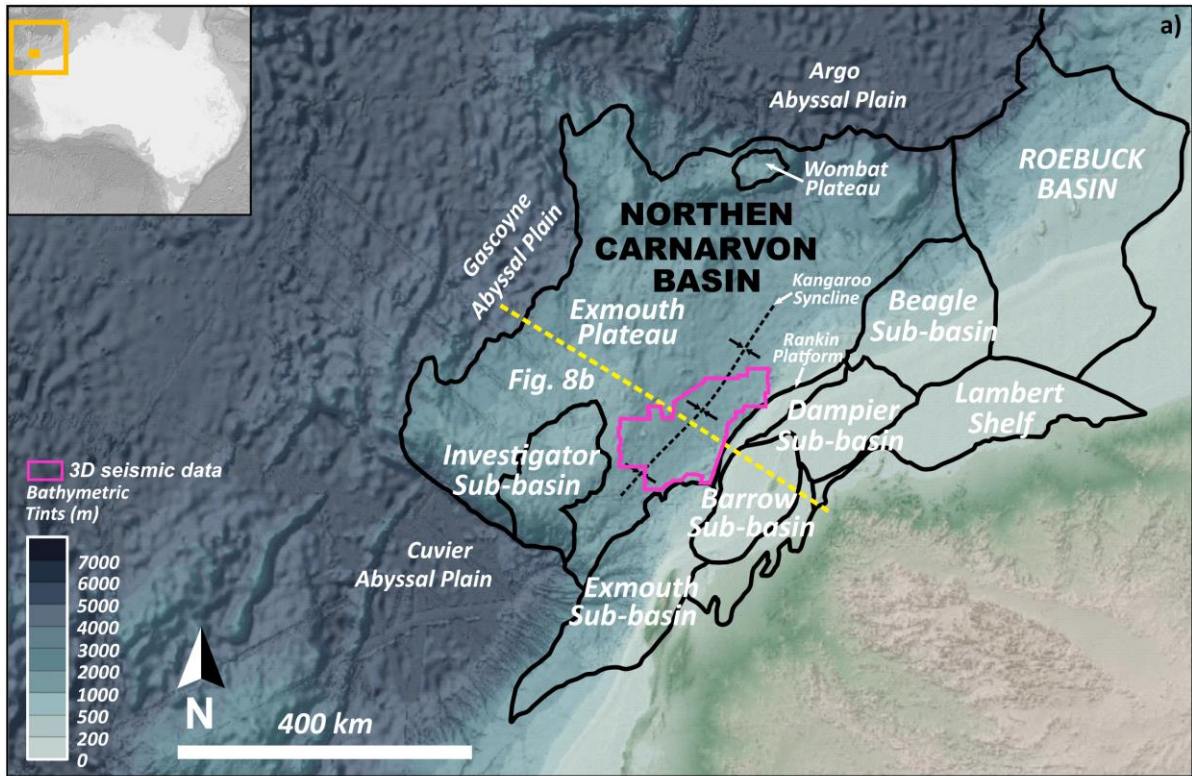 a)
Argo
Abyssal Plain
ROEBUCK
BASIN
Wombat
Plateau
NORTHEN
CARNARVON
BASIN
Gascoyne
Abyssal Plain
Kangaroo
Syncline
Exmouth
Plateau
Beagle
Sub-basin
Rankin
Platform
Fig. 8b
Dampier
Sub-basin
Lambert
Shelf
Investigator
Sub-basin
Barrow
Sub-basin
Cuvier
Abyssal Plain
Exmouth
Sub-basin
3D seismic data
Bathymetric
Tints (m)
7000
6000
5000
4000
3000
2000
1000
500
200
0
N
400 km